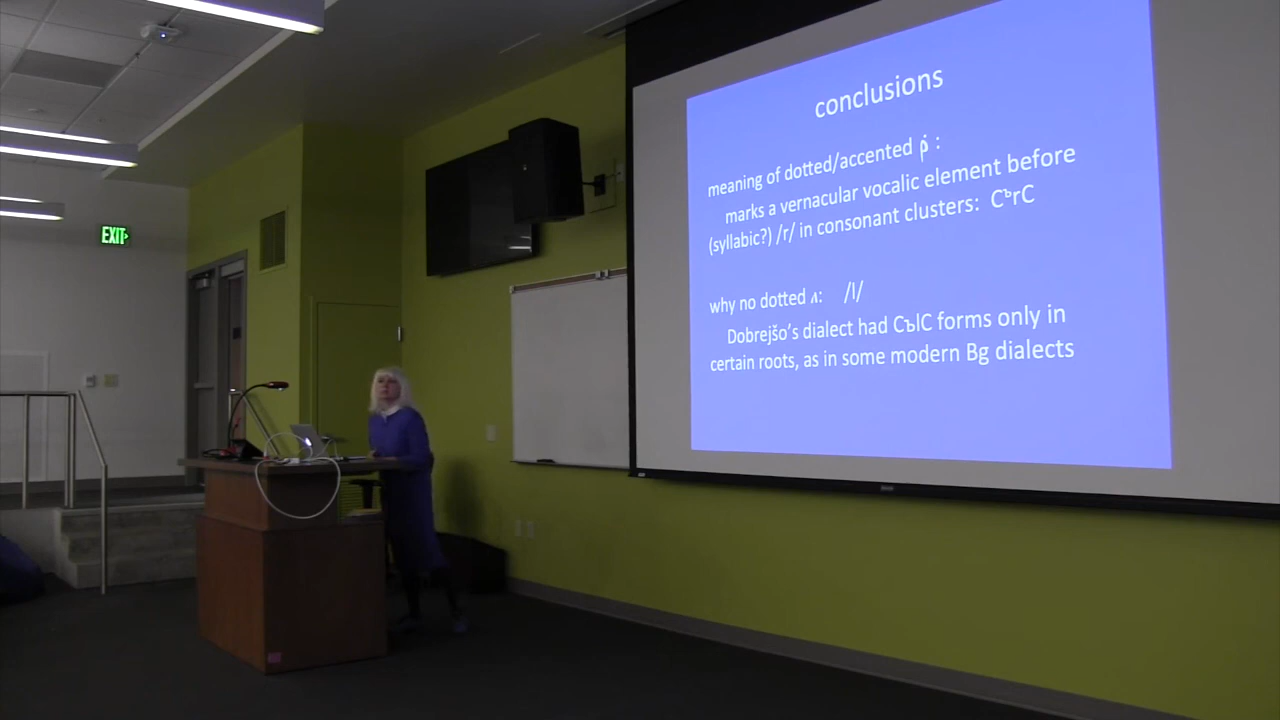 EXIT
conclusions
meaning of dotted/accented ṙ :
marks a vernacular vocalic element before
(syllabic?) /r/ in consonant clusters: CъrC
why no dotted л: /l/
Dobrejšo's dialect had CъlC forms only in
certain roots, as in some modern Bg dialects